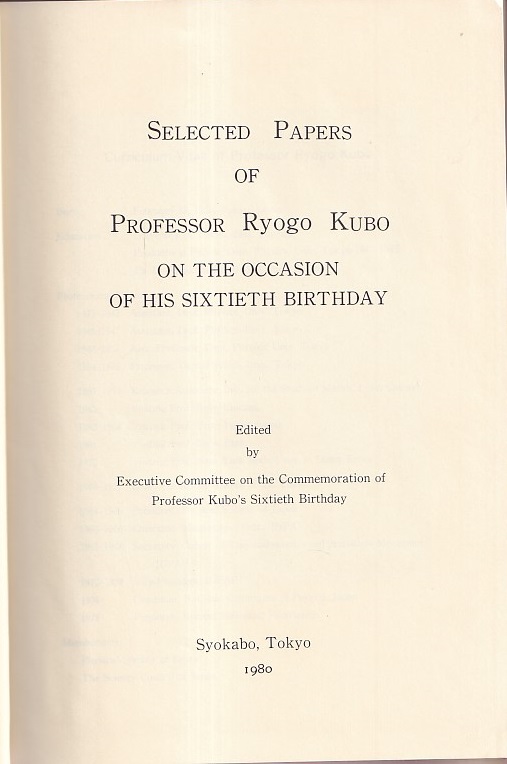 SELECTED PAPERS
OF
PROFESSOR Ryogo KUBO
ON THE OCCASION
OF HIS SIXTIETH BIRTHDAY
Edited
by
Executive Committee on the Commemoration of
Professor Kubo's Sixtieth Birthday
Syokabo, Tokyo
1980